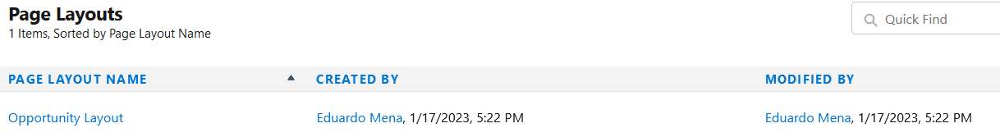 Page Layouts
1 Items, Sorted by Page Layout Name
Quick Find
PAGE LAYOUT NAME CREATED BY MODIFIED BY
Opportunity Layout Eduardo Mena, 1/17/2023, 5:22 PM Eduardo Mena, 1/17/2023, 5:22 PM